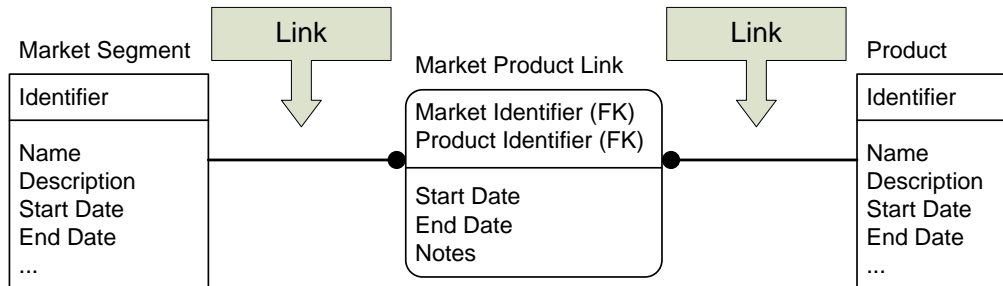 Link
Link
Market Segment
Identifier
Name
Description
Start Date
End Date
...
Market Product Link
Market Identifier (FK)
Product Identifier (FK)
Start Date
End Date
Notes
Product
Identifier
Name
Description
Start Date
End Date
...